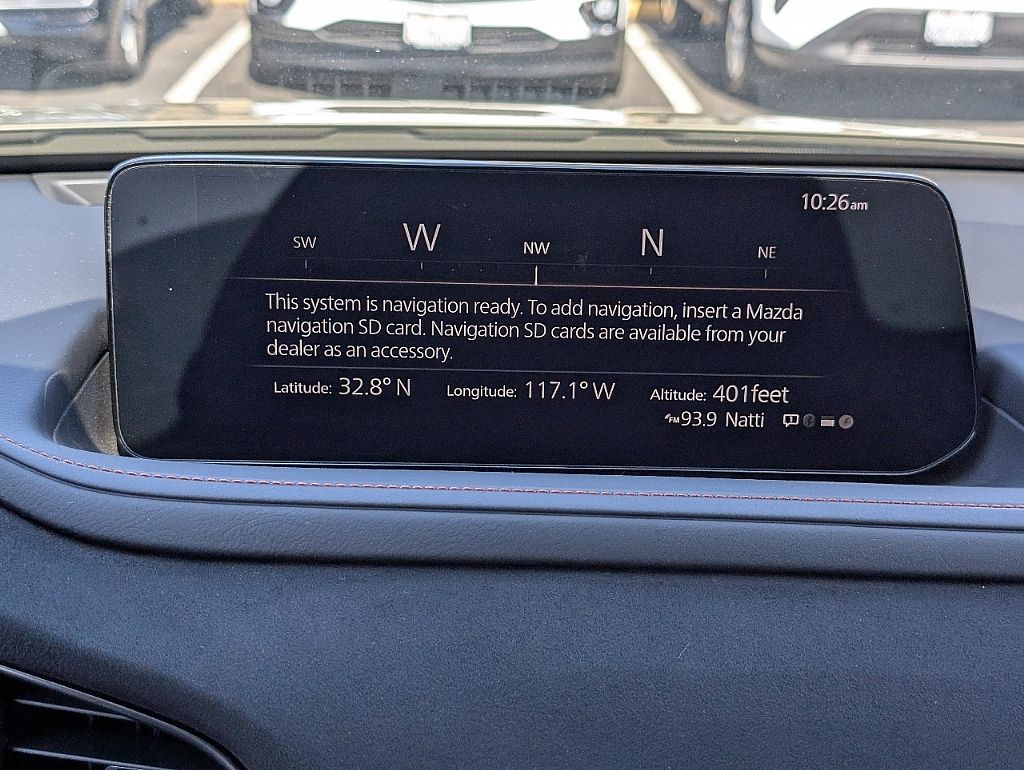 10:26am
SW W NW N NE
This system is navigation ready. To add navigation, insert a Mazda
navigation SD card. Navigation SD cards are available from your
dealer as an accessory.
Latitude: 32.8° N Longitude: 117.1° W Altitude: 401feet
FM 93.9 Natti